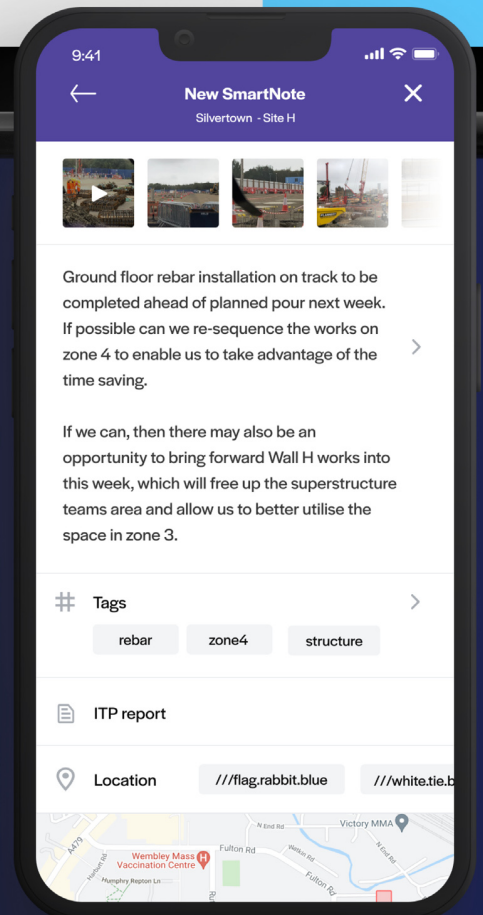 9:41
New SmartNote
Silvertown - Site H
Ground floor rebar installation on track to be
completed ahead of planned pour next week.
If possible can we re-sequence the works on
zone 4 to enable us to take advantage of the
time saving.
If we can, then there may also be an
opportunity to bring forward Wall H works into
this week, which will free up the superstructure
teams area and allow us to better utilise the
space in zone 3.
# Tags
rebar zone4 structure
ITP report
Location ///flag.rabbit.blue ///white.tie.b
N End Rd
Victory MMA
A479
Fulton Rd
Wembley Mass
Vaccination Centre
H
Humphry Repton Ln
Fulton Rd
N End Rd